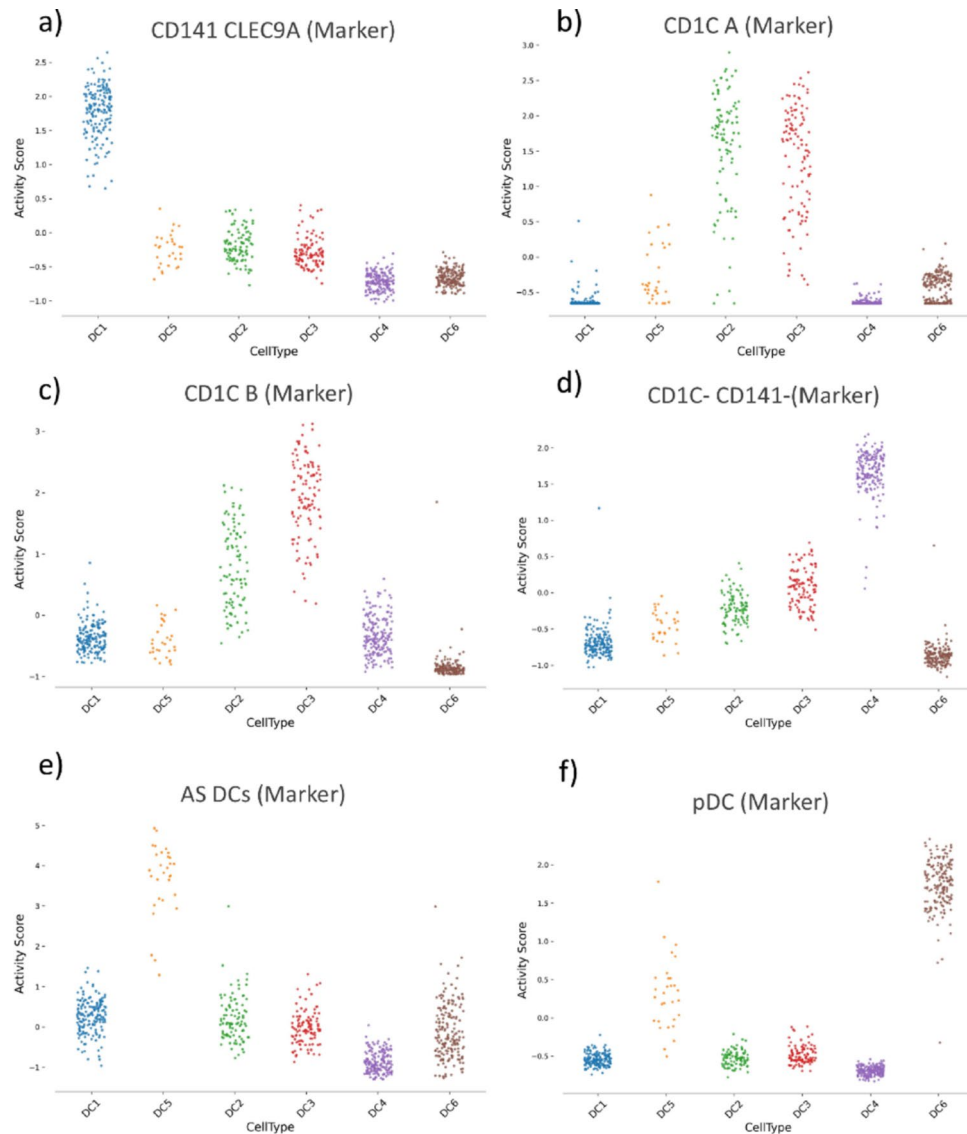 a)
CD141 CLEC9A (Marker)
2.5
2.0
1.5
1.0
0.5
0.0
−0.5
−1.0
Activity Score
DC1 DC5 DC2 DC3 DC4 DC6
CellType
b)
CD1C A (Marker)
3.0
2.5
2.0
1.5
1.0
0.5
0.0
−0.5
Activity Score
DC1 DC5 DC2 DC3 DC4 DC6
CellType
c)
CD1C B (Marker)
3
2
1
0
−1
Activity Score
DC1 DC5 DC2 DC3 DC4 DC6
CellType
d)
CD1C- CD141-(Marker)
2.0
1.5
1.0
0.5
0.0
−0.5
−1.0
Activity Score
DC1 DC5 DC2 DC3 DC4 DC6
CellType
e)
AS DCs (Marker)
5
4
3
2
1
0
−1
Activity Score
DC1 DC5 DC2 DC3 DC4 DC6
CellType
f)
pDC (Marker)
2.0
1.5
1.0
0.5
0.0
−0.5
Activity Score
DC1 DC5 DC2 DC3 DC4 DC6
CellType